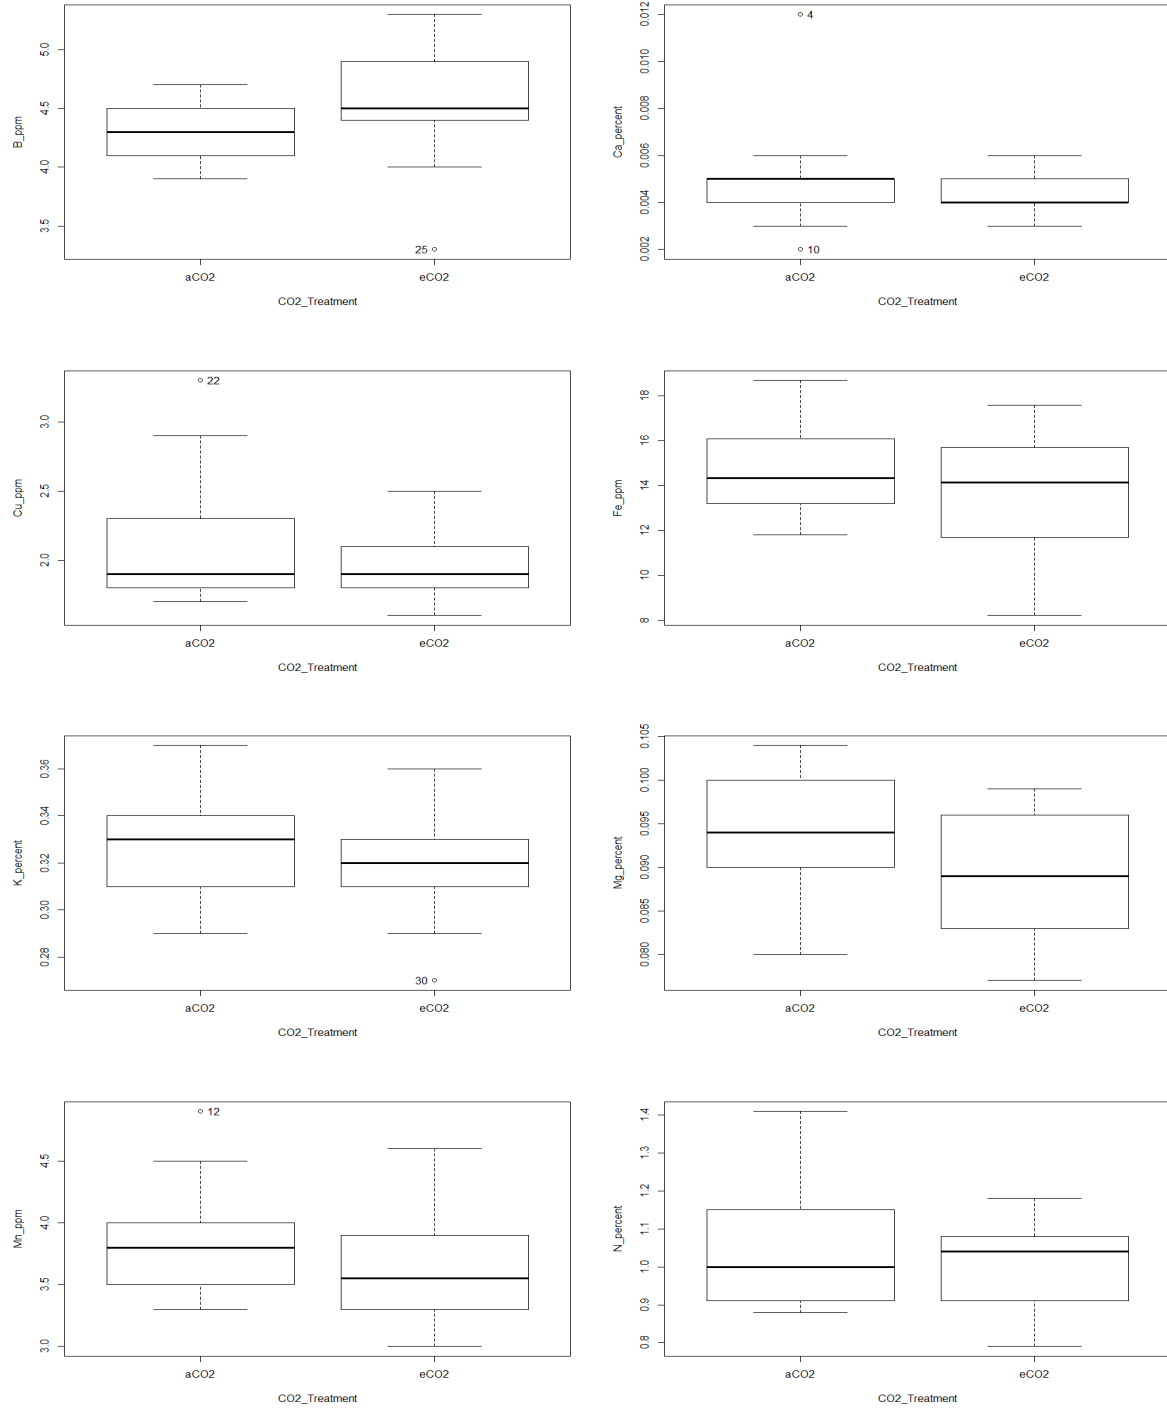 B_ppm
5.0
4.5
4.0
3.5
25
aCO2
eCO2
CO2_Treatment
Ca_percent
0.012
0.010
0.008
0.006
0.004
0.002
4
10
aCO2
eCO2
CO2_Treatment
Cu_ppm
3.0
2.5
2.0
22
aCO2
eCO2
CO2_Treatment
Fe_ppm
18
16
14
12
10
8
aCO2
eCO2
CO2_Treatment
K_percent
0.36
0.34
0.32
0.30
0.28
30
aCO2
eCO2
CO2_Treatment
Mg_percent
0.105
0.100
0.095
0.090
0.085
0.080
aCO2
eCO2
CO2_Treatment
Mn_ppm
4.5
4.0
3.5
3.0
12
aCO2
eCO2
CO2_Treatment
N_percent
1.4
1.3
1.2
1.1
1.0
0.9
0.8
aCO2
eCO2
CO2_Treatment